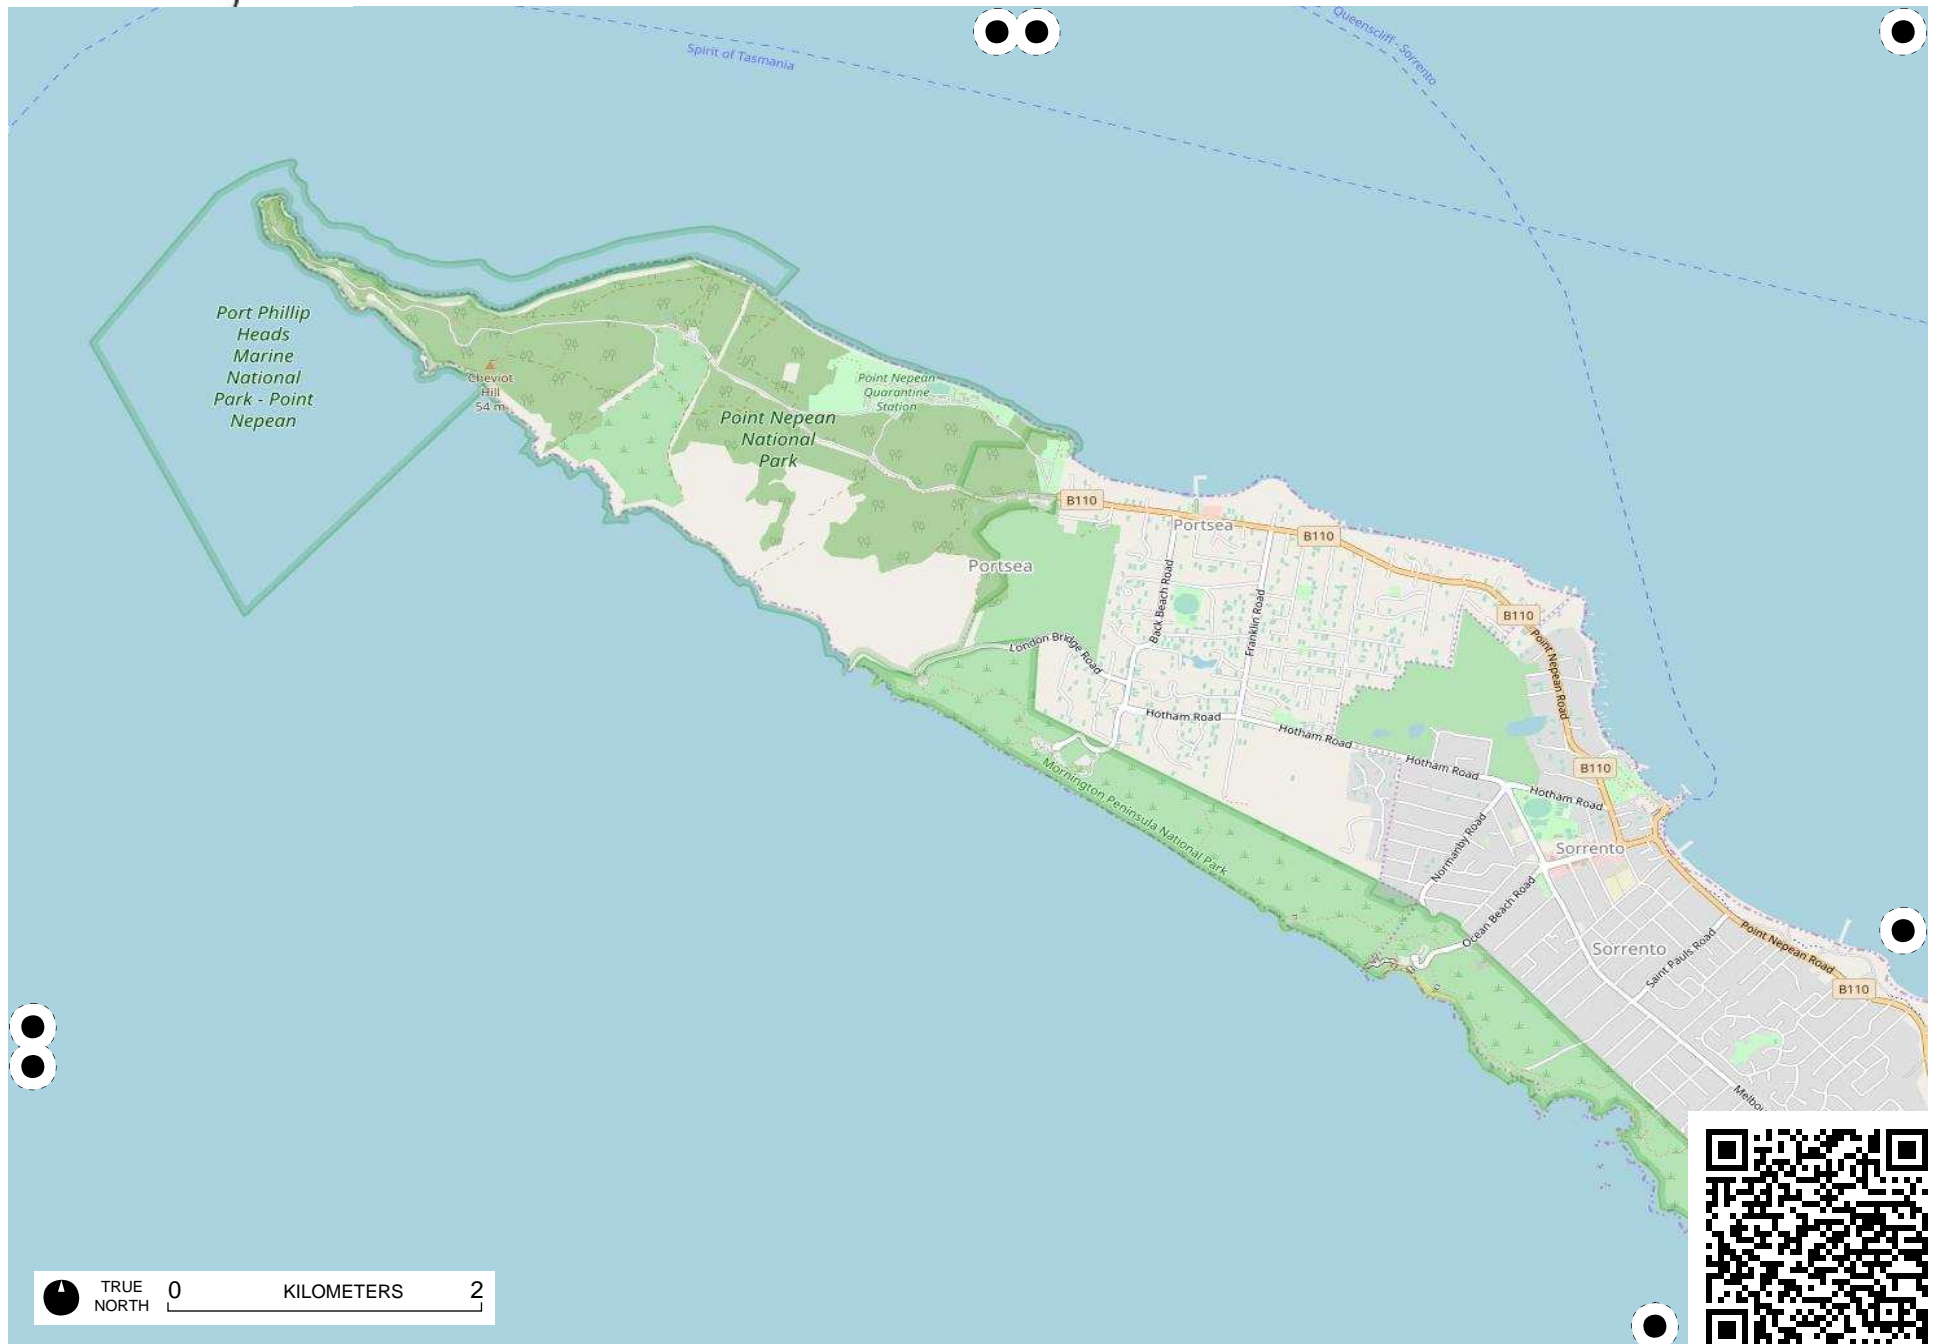 Spirit of Tasmania
Queenscliff - Sorrento
Port Phillip
Heads
Marine
National
Park - Point
Nepean
Cheviot
Hill
54 m
Point Nepean
Quarantine
Station
Point Nepean
National
Park
B110
Portsea
B110
Portsea
Back Beach Road
Franklin Road
B110
Point Nepean Road
London Bridge Road
Hotham Road
Hotham Road
Hotham Road
B110
Hotham Road
Mornington Peninsula National Park
Normanby Road
Sorrento
Ocean Beach Road
Sorrento
Saint Pauls Road
Point Nepean Road
B110
Melbou
TRUE
NORTH
0 KILOMETERS 2